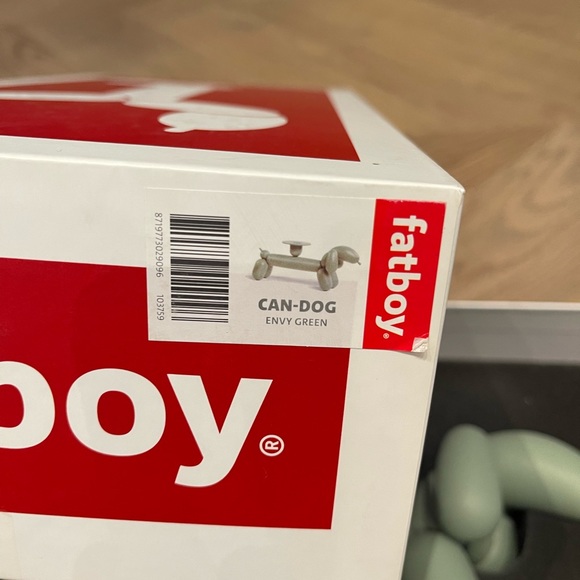 8719773029096 103759
CAN-DOG
ENVY GREEN
fatboy®
boy®